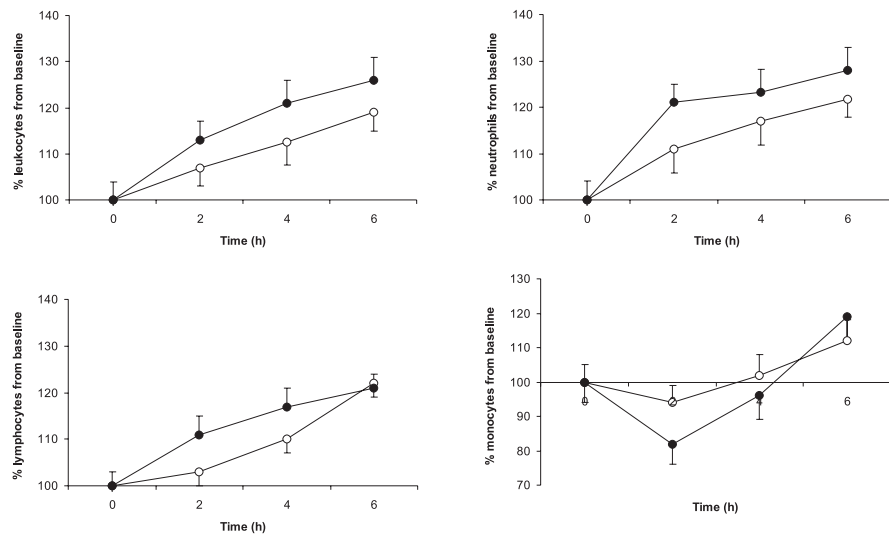 % leukocytes from baseline
140
130
120
110
100
0 2 4 6
Time (h)
% neutrophils from baseline
140
130
120
110
100
0 2 4 6
Time (h)
% lymphocytes from baseline
140
130
120
110
100
0 2 4 6
Time (h)
% monocytes from baseline
130
120
110
100
90
80
70
0 2 4 6
Time (h)